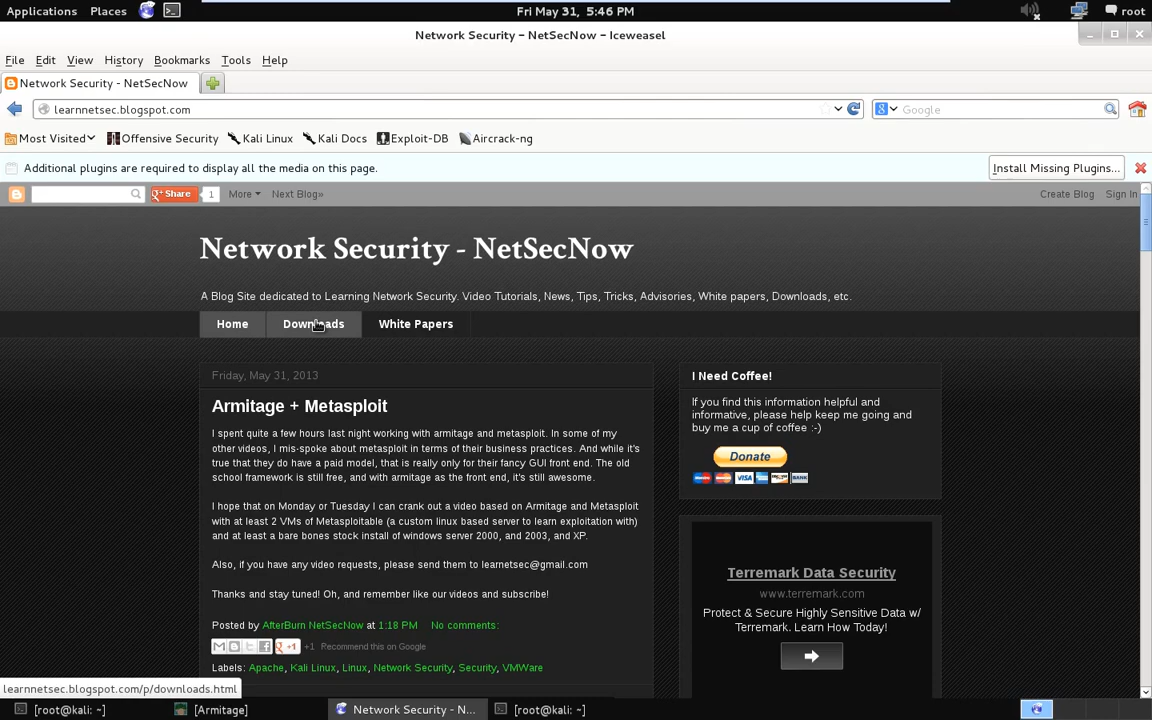 Applications Places Fri May 31, 5:46 PM root
Network Security - NetSecNow - Iceweasel
File Edit View History Bookmarks Tools Help
Network Security - NetSecNow
learnnetsec.blogspot.com Google
Most Visited Offensive Security Kali Linux Kali Docs Exploit-DB Aircrack-ng
Additional plugins are required to display all the media on this page. Install Missing Plugins...
Share 1 More Next Blog» Create Blog Sign In
Network Security - NetSecNow
A Blog Site dedicated to Learning Network Security. Video Tutorials, News, Tips, Tricks, Advisories, White papers, Downloads, etc.
Home Downloads White Papers
Friday, May 31, 2013
Armitage + Metasploit
I spent quite a few hours last night working with armitage and metasploit. In some of my
other videos, I mis-spoke about metasploit in terms of their business practices. And while it's
true that they do have a paid model, that is really only for their fancy GUI front end. The old
school framework is still free, and with armitage as the front end, it's still awesome.
I hope that on Monday or Tuesday I can crank out a video based on Armitage and Metasploit
with at least 2 VMs of Metasploitable (a custom linux based server to learn exploitation with)
and at least a bare bones stock install of windows server 2000, and 2003, and XP.
Also, if you have any video requests, please send them to learnetsec@gmail.com
Thanks and stay tuned! Oh, and remember like our videos and subscribe!
Posted by AfterBurn NetSecNow at 1:18 PM No comments:
+1 +1 Recommend this on Google
Labels: Apache, Kali Linux, Linux, Network Security, Security, VMWare
I Need Coffee!
If you find this information helpful and
informative, please help keep me going and
buy me a cup of coffee :-)
Donate
VISA BANK
Terremark Data Security
www.terremark.com
Protect & Secure Highly Sensitive Data w/
Terremark. Learn How Today!
learnnetsec.blogspot.com/p/downloads.html
[root@kali: ~] [Armitage] Network Security - N... [root@kali: ~]